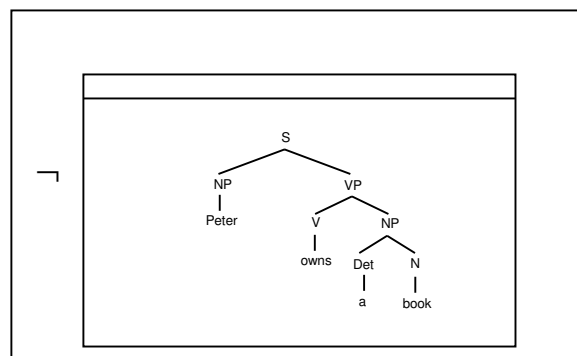 ¬
S
NP VP
Peter V NP
owns Det N
a book